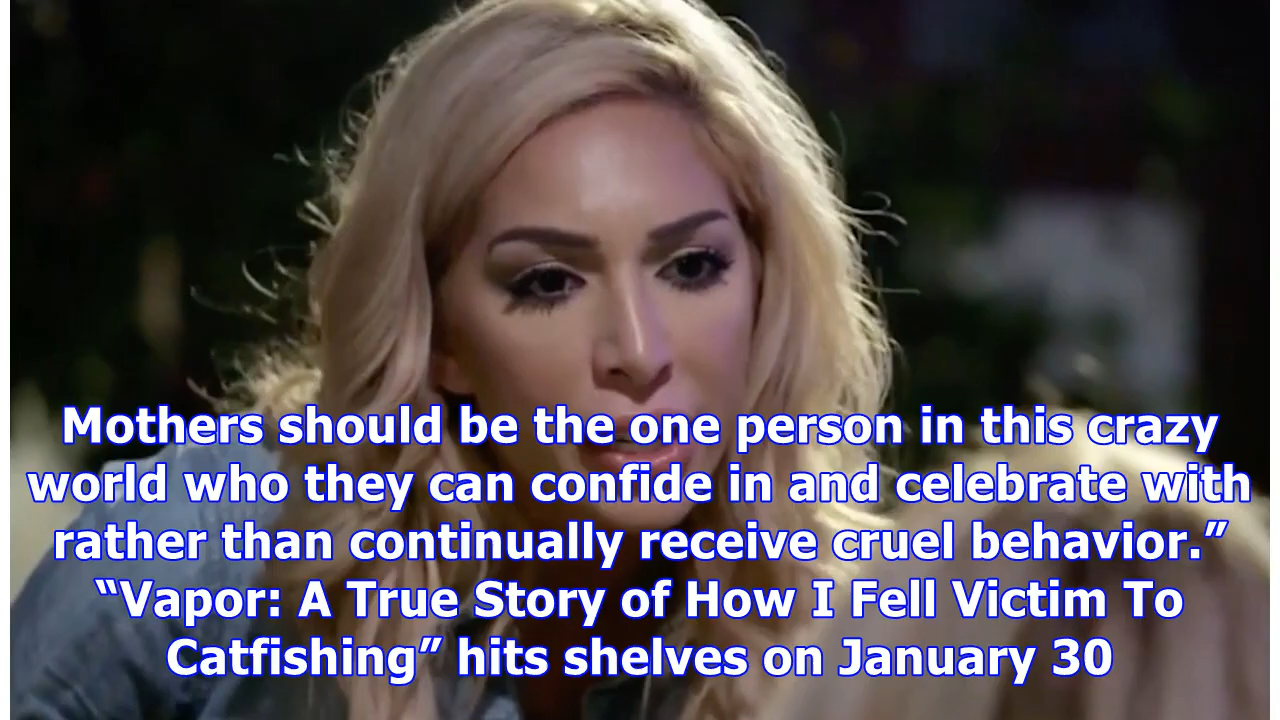 Mothers should be the one person in this crazy
world who they can confide in and celebrate with
rather than continually receive cruel behavior.”
“Vapor: A True Story of How I Fell Victim To
Catfishing” hits shelves on January 30